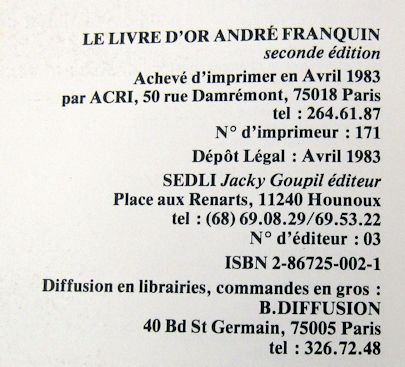 LE LIVRE D'OR ANDRÉ FRANQUIN
seconde édition
Achevé d'imprimer en Avril 1983
par ACRI, 50 rue Damrémont, 75018 Paris
tel : 264.61.87
N° d'imprimeur : 171
Dépôt Légal : Avril 1983
SEDLI Jacky Goupil éditeur
Place aux Renarts, 11240 Hounoux
tel : (68) 69.08.29/69.53.22
N° d'éditeur : 03
ISBN 2-86725-002-1
Diffusion en librairies, commandes en gros :
B.DIFFUSION
40 Bd St Germain, 75005 Paris
tel : 326.72.48